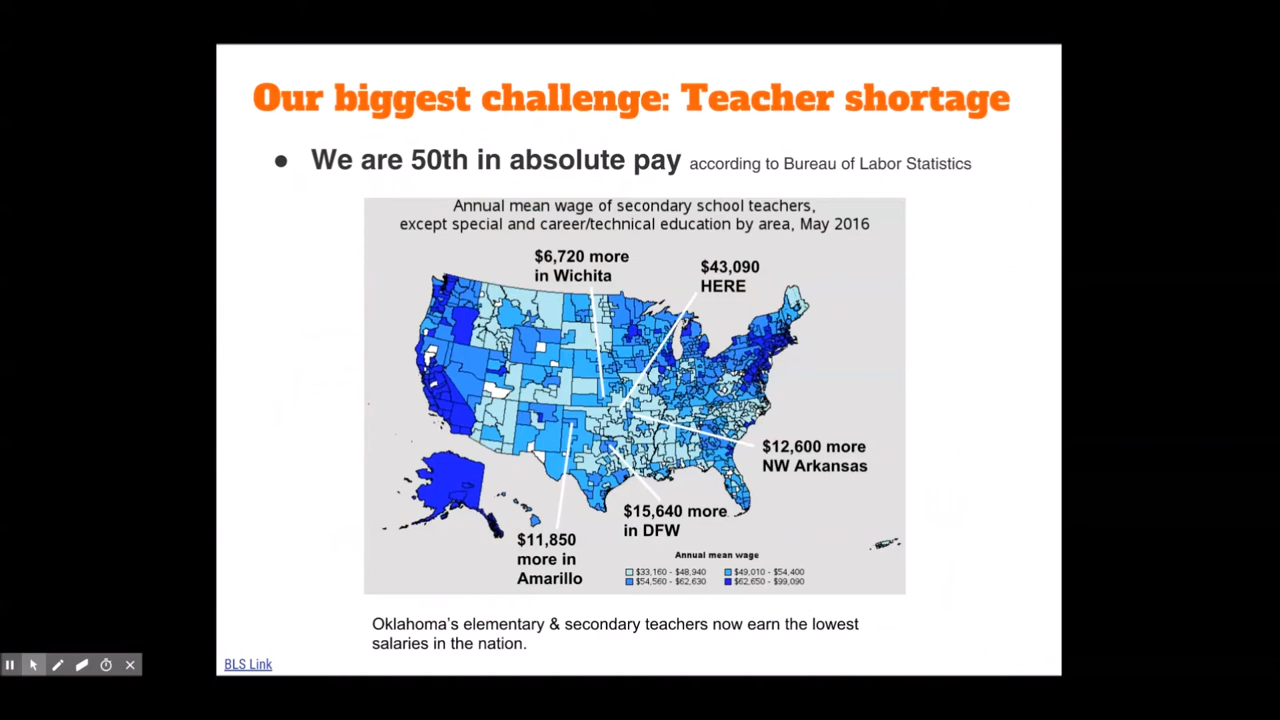 Our biggest challenge: Teacher shortage
● We are 50th in absolute pay according to Bureau of Labor Statistics
Annual mean wage of secondary school teachers,
except special and career/technical education by area, May 2016
$6,720 more
in Wichita
$43,090
HERE
$12,600 more
NW Arkansas
$15,640 more
in DFW
$11,850
more in
Amarillo
Annual mean wage
$33,160 - $48,940
$49,010 - $54,400
$54,560 - $62,630
$62,650 - $99,090
Oklahoma's elementary & secondary teachers now earn the lowest
salaries in the nation.
BLS Link